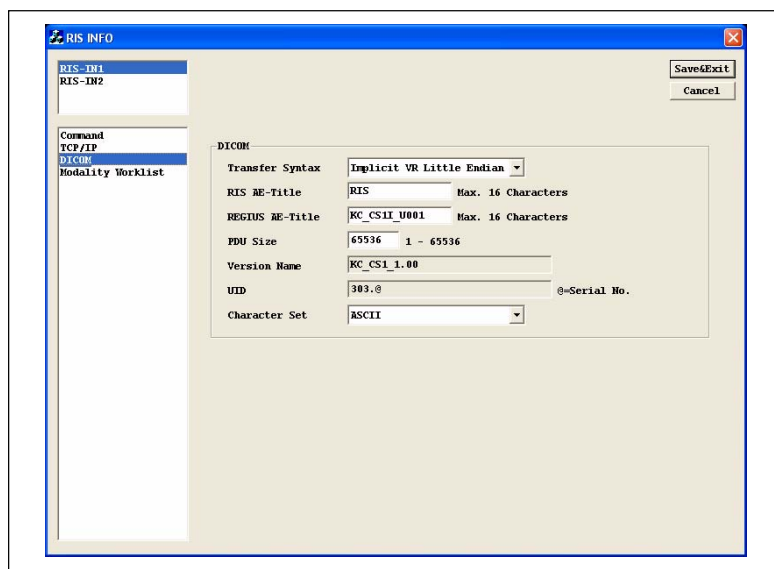 RIS INFO
RIS-IN1
RIS-IN2
Save&Exit
Cancel
Command
TCP/IP
DICOM
Modality Worklist
DICOM
Transfer Syntax Implicit VR Little Endian
RIS AE-Title RIS Max. 16 Characters
REGIUS AE-Title KC_CS1I_U001 Max. 16 Characters
PDU Size 65536 1 - 65536
Version Name KC_CS1_1.00
UID 303.@ @=Serial No.
Character Set ASCII